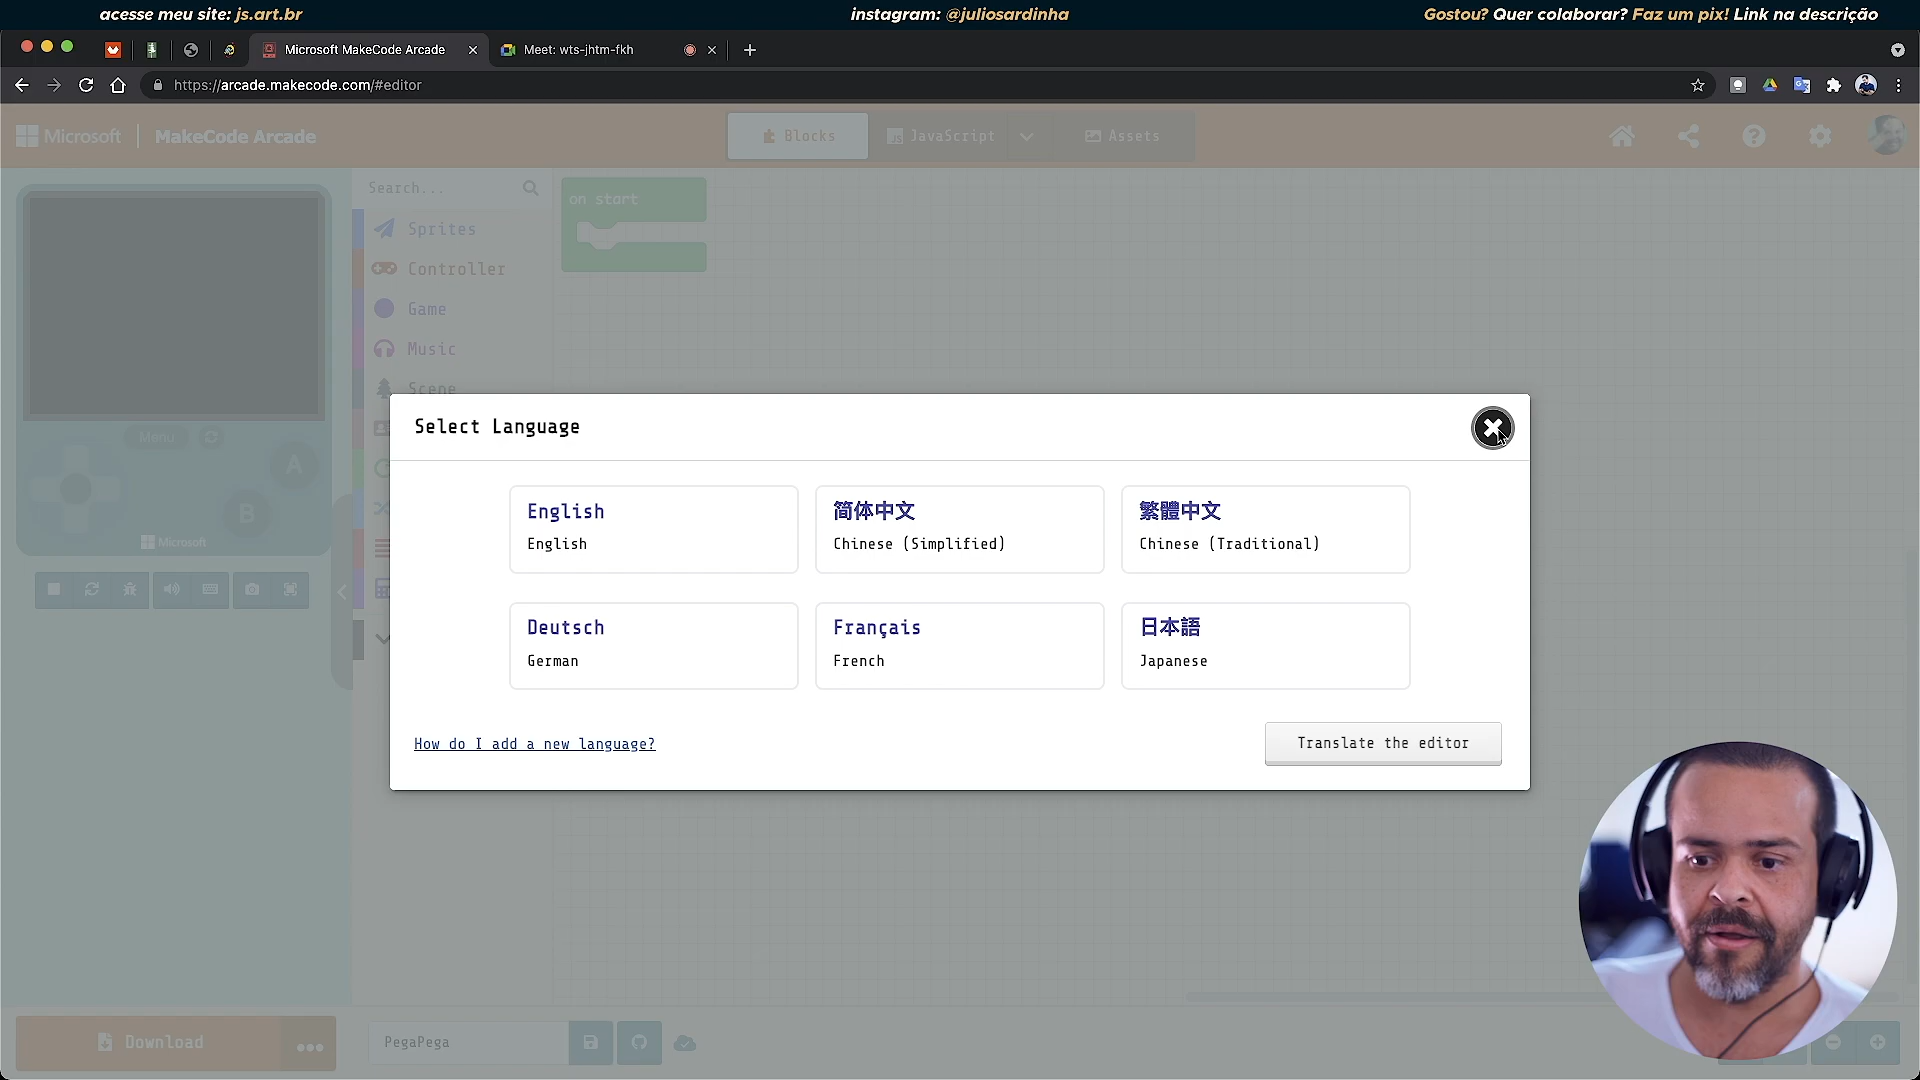 acesse meu site: js.art.br
instagram: @juliosardinha
Gostou? Quer colaborar? Faz um pix! Link na descrição
Microsoft MakeCode Arcade
Meet: wts-jhtm-fkh
https://arcade.makecode.com/#editor
Microsoft
MakeCode Arcade
Blocks
JavaScript
Assets
Search...
on start
Sprites
Controller
Game
Music
Scene
Menu
A
B
Microsoft
Select Language
English
English
简体中文
Chinese (Simplified)
繁體中文
Chinese (Traditional)
Deutsch
German
Français
French
日本語
Japanese
How do I add a new language?
Translate the editor
Download
PegaPega